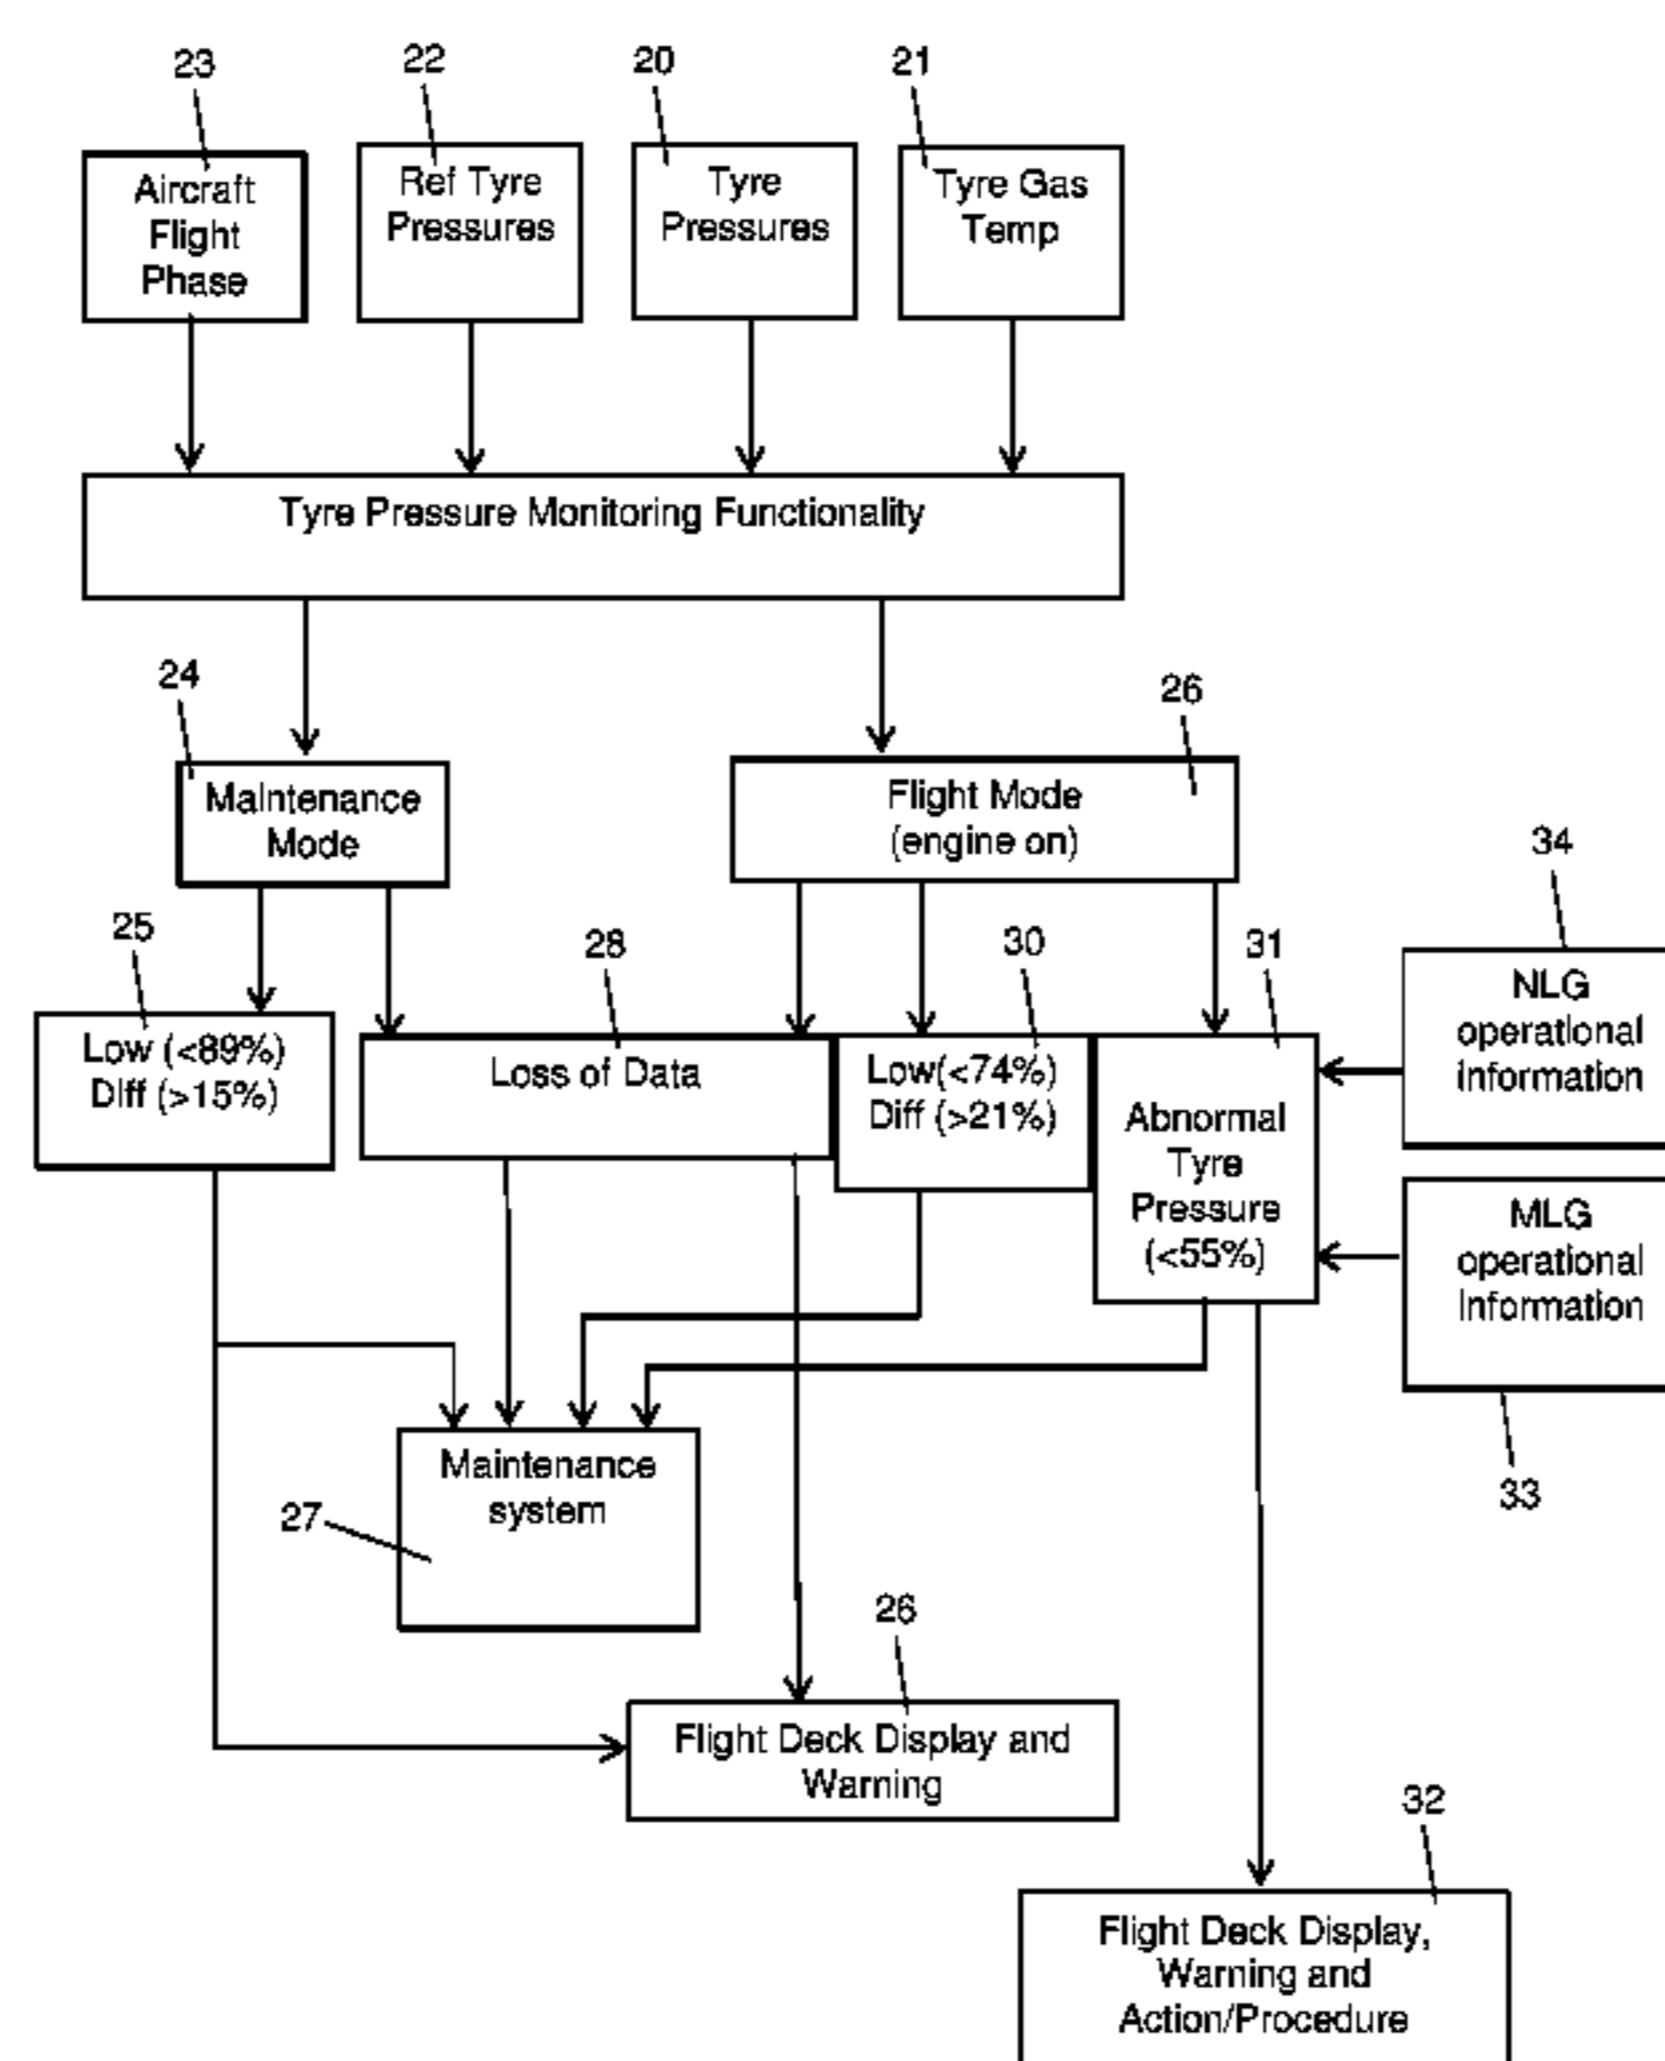 23
22
20
21
Aircraft
Flight
Phase
Ref Tyre
Pressures
Tyre
Pressures
Tyre Gas
Temp
Tyre Pressure Monitoring Functionality
24
26
Maintenance
Mode
Flight Mode
(engine on)
34
25
28
30
31
NLG
operational
information
Low (<89%)
Diff (>15%)
Loss of Data
Low(<74%)
Diff (>21%)
Abnormal
Tyre
Pressure
(<55%)
MLG
operational
information
33
Maintenance
system
27
26
Flight Deck Display and
Warning
32
Flight Deck Display,
Warning and
Action/Procedure